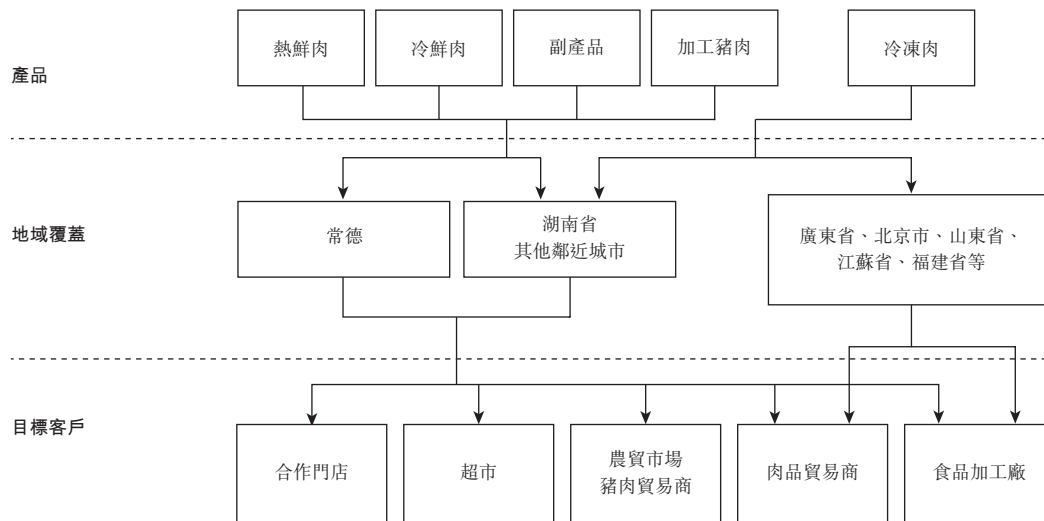 產品
熱鮮肉
冷鮮肉
副產品
加工豬肉
冷凍肉
地域覆蓋
常德
湖南省
其他鄰近城市
廣東省、北京市、山東省、
江蘇省、福建省等
目標客戶
合作門店
超市
農貿市場
豬肉貿易商
肉品貿易商
食品加工廠